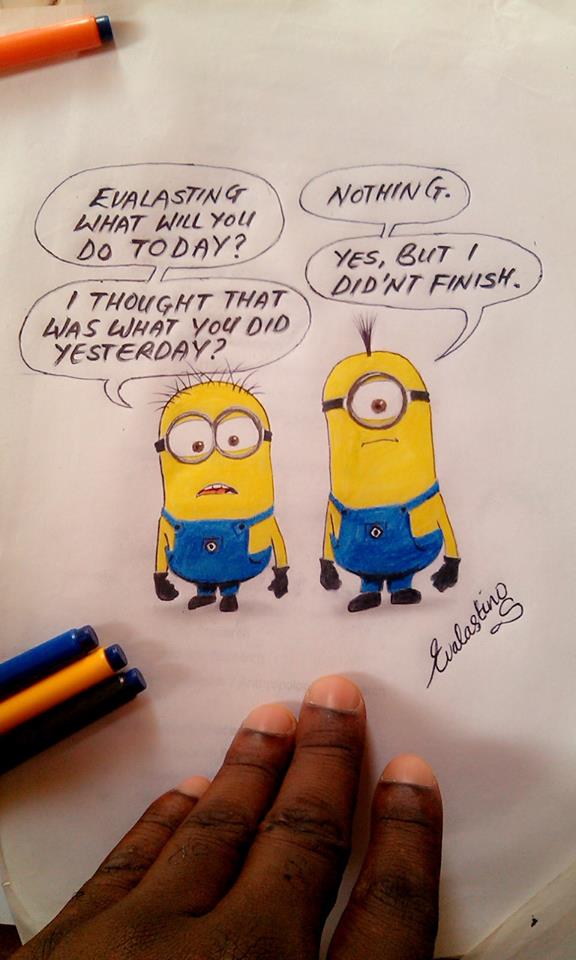 EVALASTING
WHAT WILL YOU
DO TODAY?
NOTHING.
I THOUGHT THAT
WAS WHAT YOU DID
YESTERDAY?
YES, BUT I
DID'NT FINISH.
Evalasting